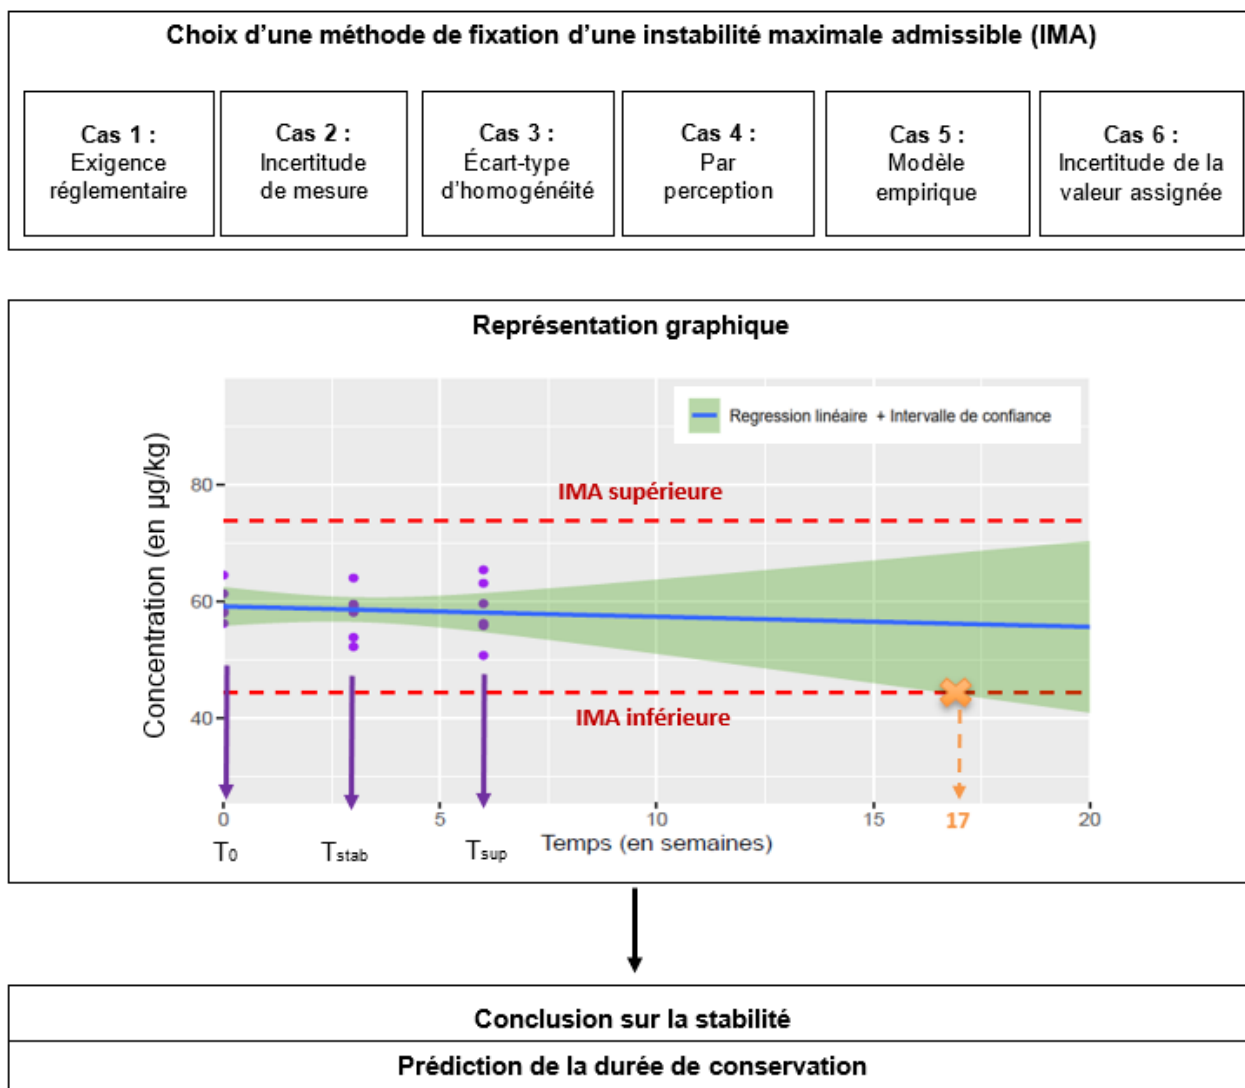 Choix d’une méthode de fixation d’une instabilité maximale admissible (IMA)
Cas 1 :
Exigence
réglementaire
Cas 2 :
Incertitude
de mesure
Cas 3 :
Écart-type
d’homogénéité
Cas 4 :
Par
perception
Cas 5 :
Modèle
empirique
Cas 6 :
Incertitude de la
valeur assignée
Représentation graphique
Regression linéaire + Intervalle de confiance
Concentration (en µg/kg)
80
60
40
IMA supérieure
IMA inférieure
0
5
10
15
17
20
T0
Tstab
Tsup
Temps (en semaines)
Conclusion sur la stabilité
Prédiction de la durée de conservation